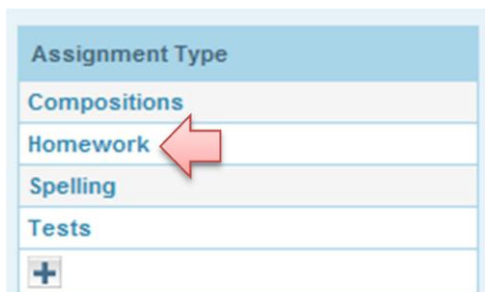 Assignment Type
Compositions
Homework
Spelling
Tests